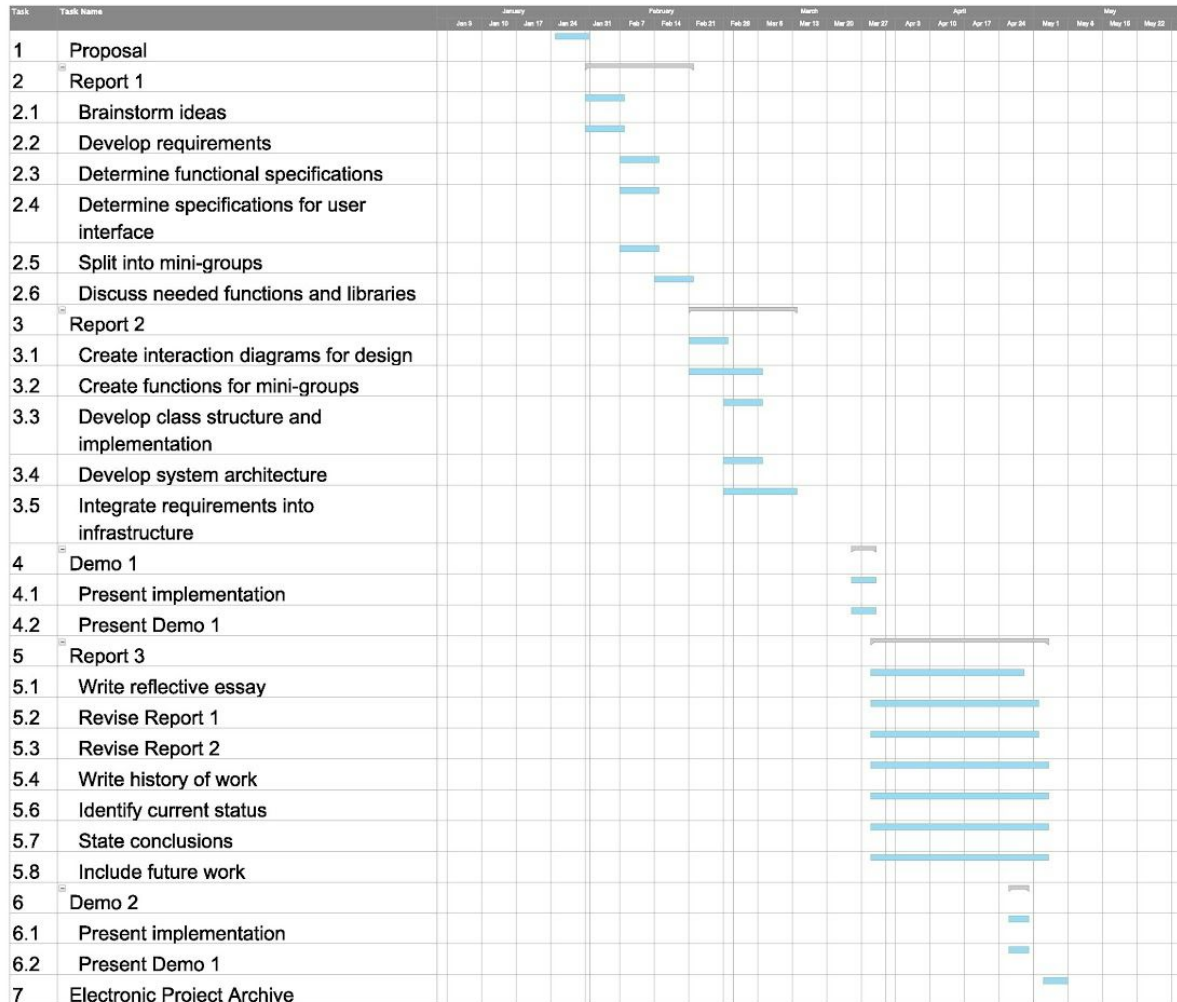 Task Task Name January February March April May
Jan 3 Jan 10 Jan 17 Jan 24 Jan 31 Feb 7 Feb 14 Feb 21 Feb 28 Mar 6 Mar 13 Mar 20 Mar 27 Apr 3 Apr 10 Apr 17 Apr 24 May 1 May 16 May 22
1 Proposal
2 Report 1
2.1 Brainstorm ideas
2.2 Develop requirements
2.3 Determine functional specifications
2.4 Determine specifications for user
interface
2.5 Split into mini-groups
2.6 Discuss needed functions and libraries
3 Report 2
3.1 Create interaction diagrams for design
3.2 Create functions for mini-groups
3.3 Develop class structure and
implementation
3.4 Develop system architecture
3.5 Integrate requirements into
infrastructure
4 Demo 1
4.1 Present implementation
4.2 Present Demo 1
5 Report 3
5.1 Write reflective essay
5.2 Revise Report 1
5.3 Revise Report 2
5.4 Write history of work
5.6 Identify current status
5.7 State conclusions
5.8 Include future work
6 Demo 2
6.1 Present implementation
6.2 Present Demo 1
7 Electronic Project Archive